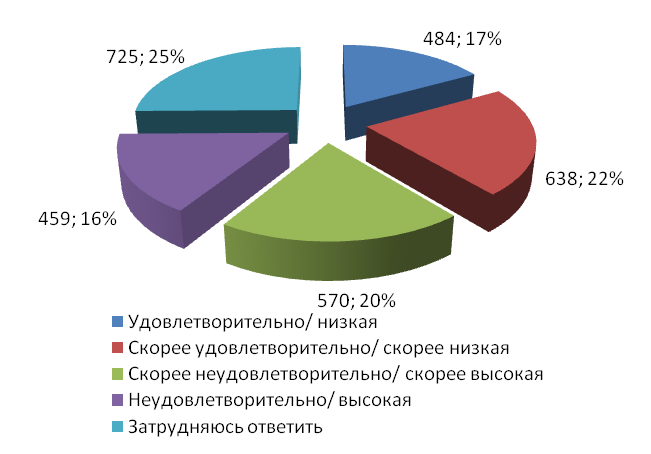 484; 17%
725; 25%
638; 22%
459; 16%
570; 20%
Удовлетворительно/ низкая
Скорее удовлетворительно/ скорее низкая
Скорее неудовлетворительно/ скорее высокая
Неудовлетворительно/ высокая
Затрудняюсь ответить